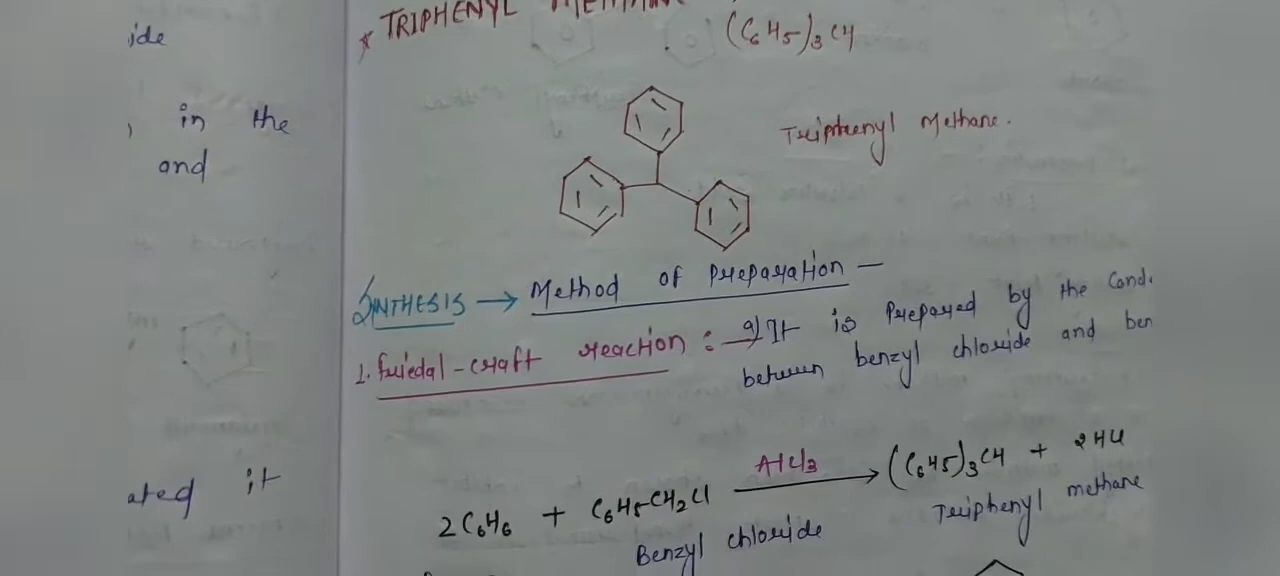 ide
, in the
and
ated it
* TRIPHENYL
(C6H5)3CH
Triphenyl Methane.
SYNTHESIS → Method of Preparation –
1. friedal-craft reaction : → a) It is Prepared by the Cond.
between benzyl chloride and ben
2C6H6 + C6H5-CH2Cl AlCl3 → (C6H5)3CH + 2HCl
Benzyl chloride Triphenyl methane